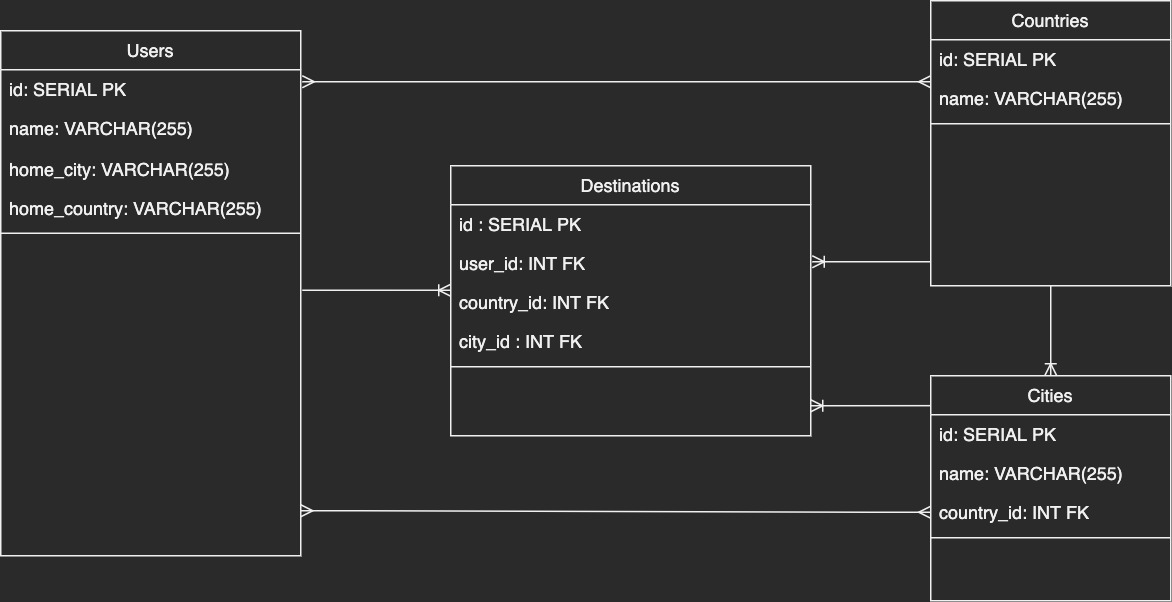 Users
id: SERIAL PK
name: VARCHAR(255)
home_city: VARCHAR(255)
home_country: VARCHAR(255)
Destinations
id : SERIAL PK
user_id: INT FK
country_id: INT FK
city_id : INT FK
Countries
id: SERIAL PK
name: VARCHAR(255)
Cities
id: SERIAL PK
name: VARCHAR(255)
country_id: INT FK